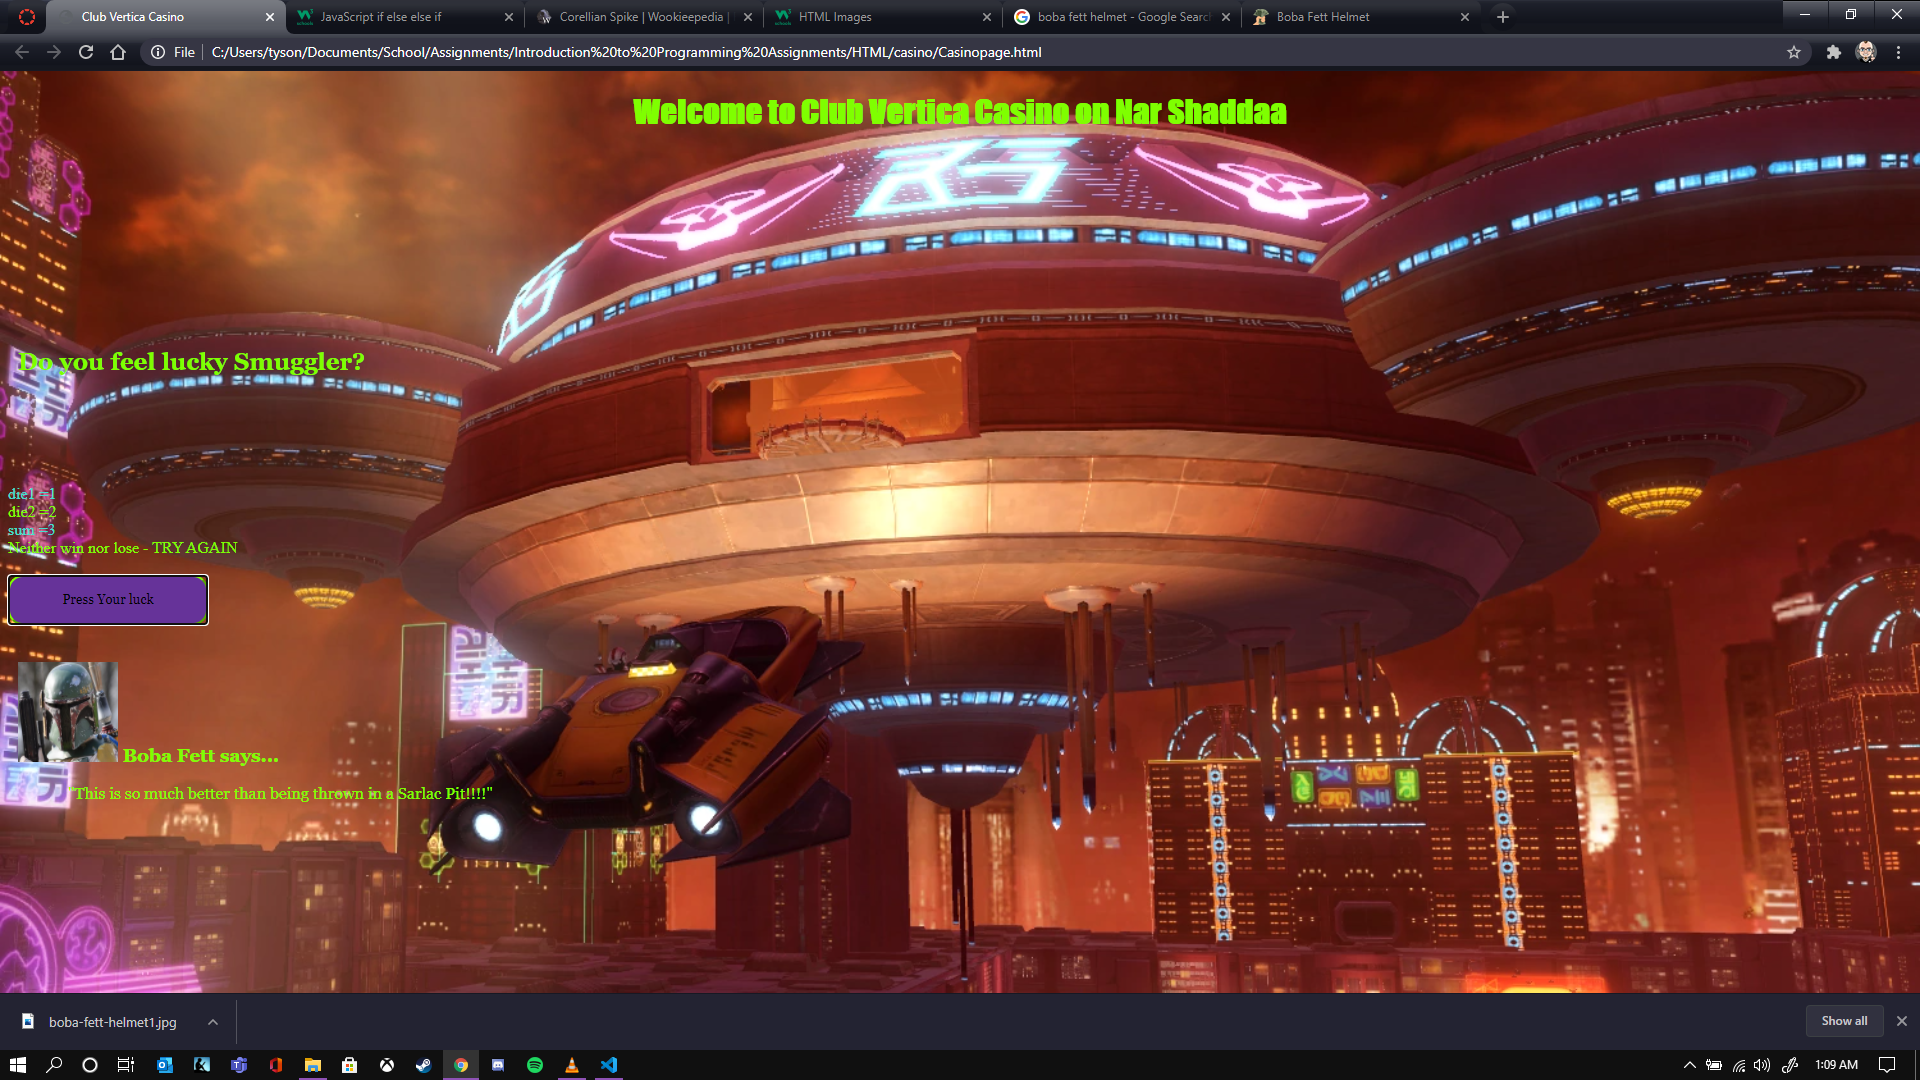 Club Vertica Casino
JavaScript if else else if
Corellian Spike | Wookieepedia |
HTML Images
boba fett helmet - Google Searc
Boba Fett Helmet
File
C:/Users/tyson/Documents/School/Assignments/Introduction%20to%20Programming%20Assignments/HTML/casino/Casinopage.html
Welcome to Club Vertica Casino on Nar Shaddaa
Do you feel lucky Smuggler?
die1 =1
die2 =2
sum =3
Neither win nor lose - TRY AGAIN
Press Your luck
Boba Fett says...
"This is so much better than being thrown in a Sarlac Pit!!!!"
boba-fett-helmet1.jpg
Show all
1:09 AM